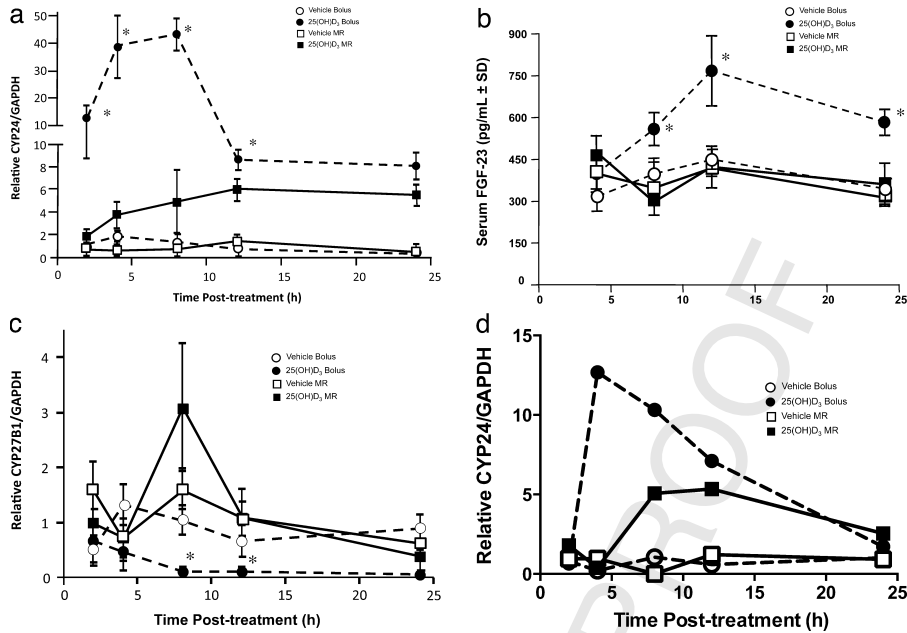 a
Relative CYP24/GAPDH
50
40
30
20
10
10
8
6
4
2
0
0
5
10
15
20
25
Time Post-treatment (h)
Vehicle Bolus
25(OH)D₃ Bolus
Vehicle MR
25(OH)D₃ MR
*
*
*
*
b
Serum FGF-23 (pg/mL ± SD)
900
750
600
450
300
150
0
0
5
10
15
20
25
Time Post-treatment (h)
Vehicle Bolus
25(OH)D₃ Bolus
Vehicle MR
25(OH)D₃ MR
*
*
*
c
Relative CYP27B1/GAPDH
4
3
2
1
0
0
5
10
15
20
25
Time Post-treatment (h)
Vehicle Bolus
25(OH)D₃ Bolus
Vehicle MR
25(OH)D₃ MR
*
*
d
Relative CYP24/GAPDH
15
10
5
0
0
5
10
15
20
25
Time Post-treatment (h)
Vehicle Bolus
25(OH)D₃ Bolus
Vehicle MR
25(OH)D₃ MR
PROOF